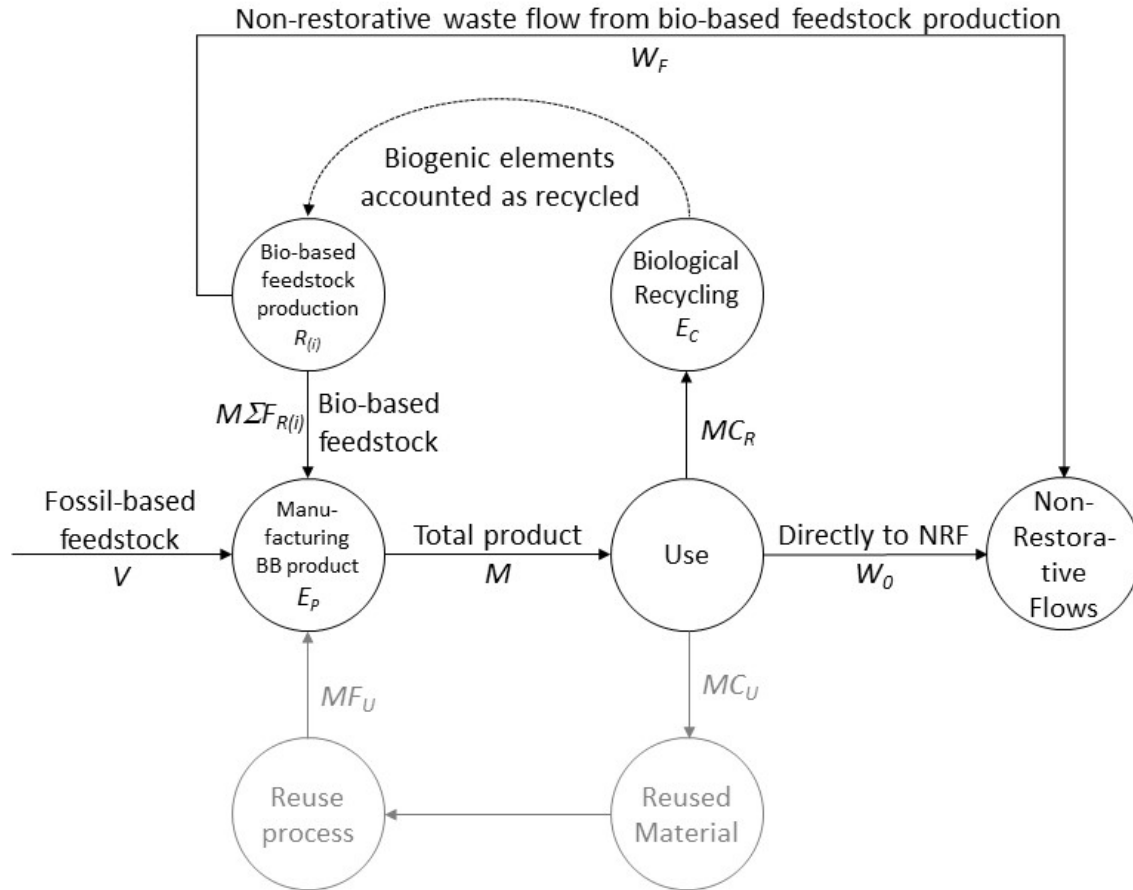 Non-restorative waste flow from bio-based feedstock production
W_F
Biogenic elements
accounted as recycled
Bio-based
feedstock
production
R_(i)
Biological
Recycling
E_C
MΣF_R(i)
Bio-based
feedstock
MC_R
Fossil-based
feedstock
V
Manu-
facturing
BB product
E_P
Total product
M
Use
Directly to NRF
W_0
Non-
Restora-
tive
Flows
MF_U
MC_U
Reuse
process
Reused
Material